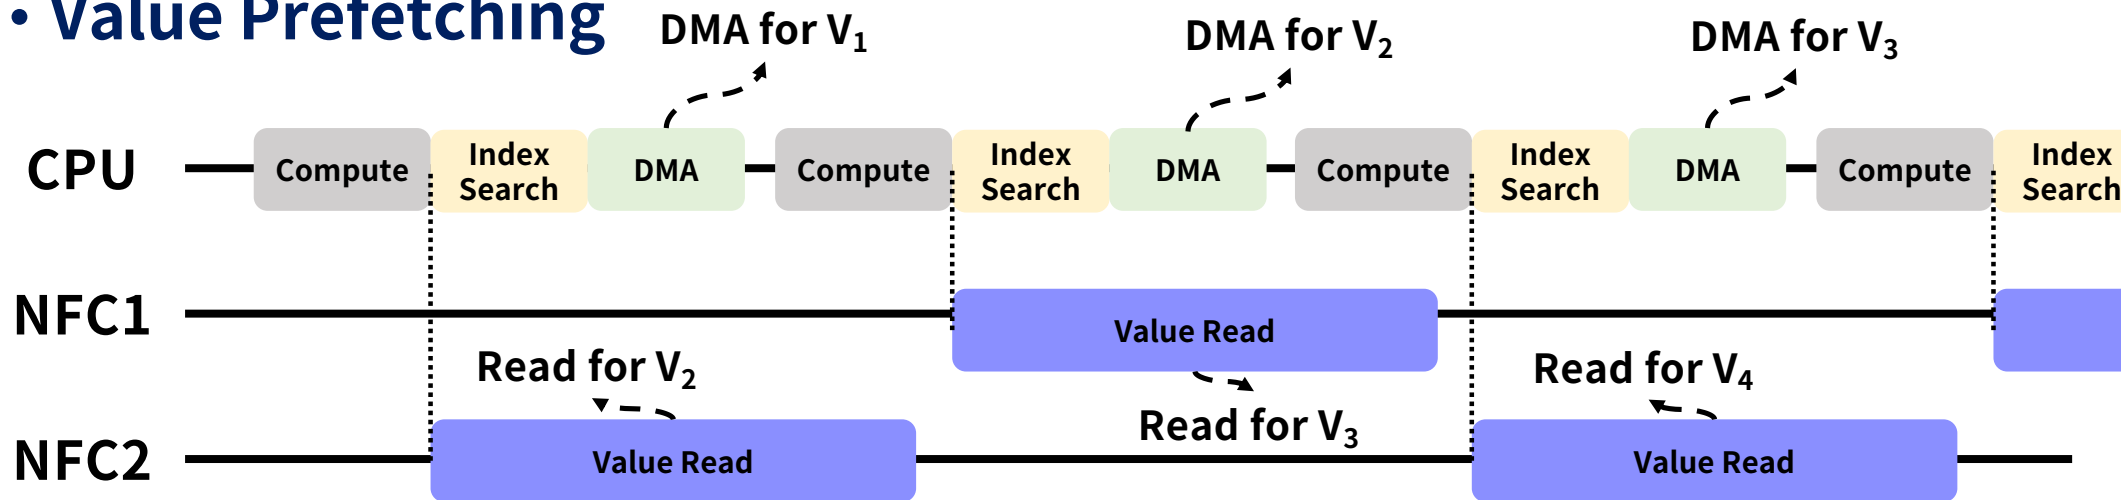 • Value Prefetching
DMA for V₁
DMA for V₂
DMA for V₃
CPU
Compute
Index
Search
DMA
Compute
Index
Search
DMA
Compute
Index
Search
DMA
Compute
Index
Search
NFC1
Value Read
Read for V₂
Read for V₃
Read for V₄
NFC2
Value Read
Value Read